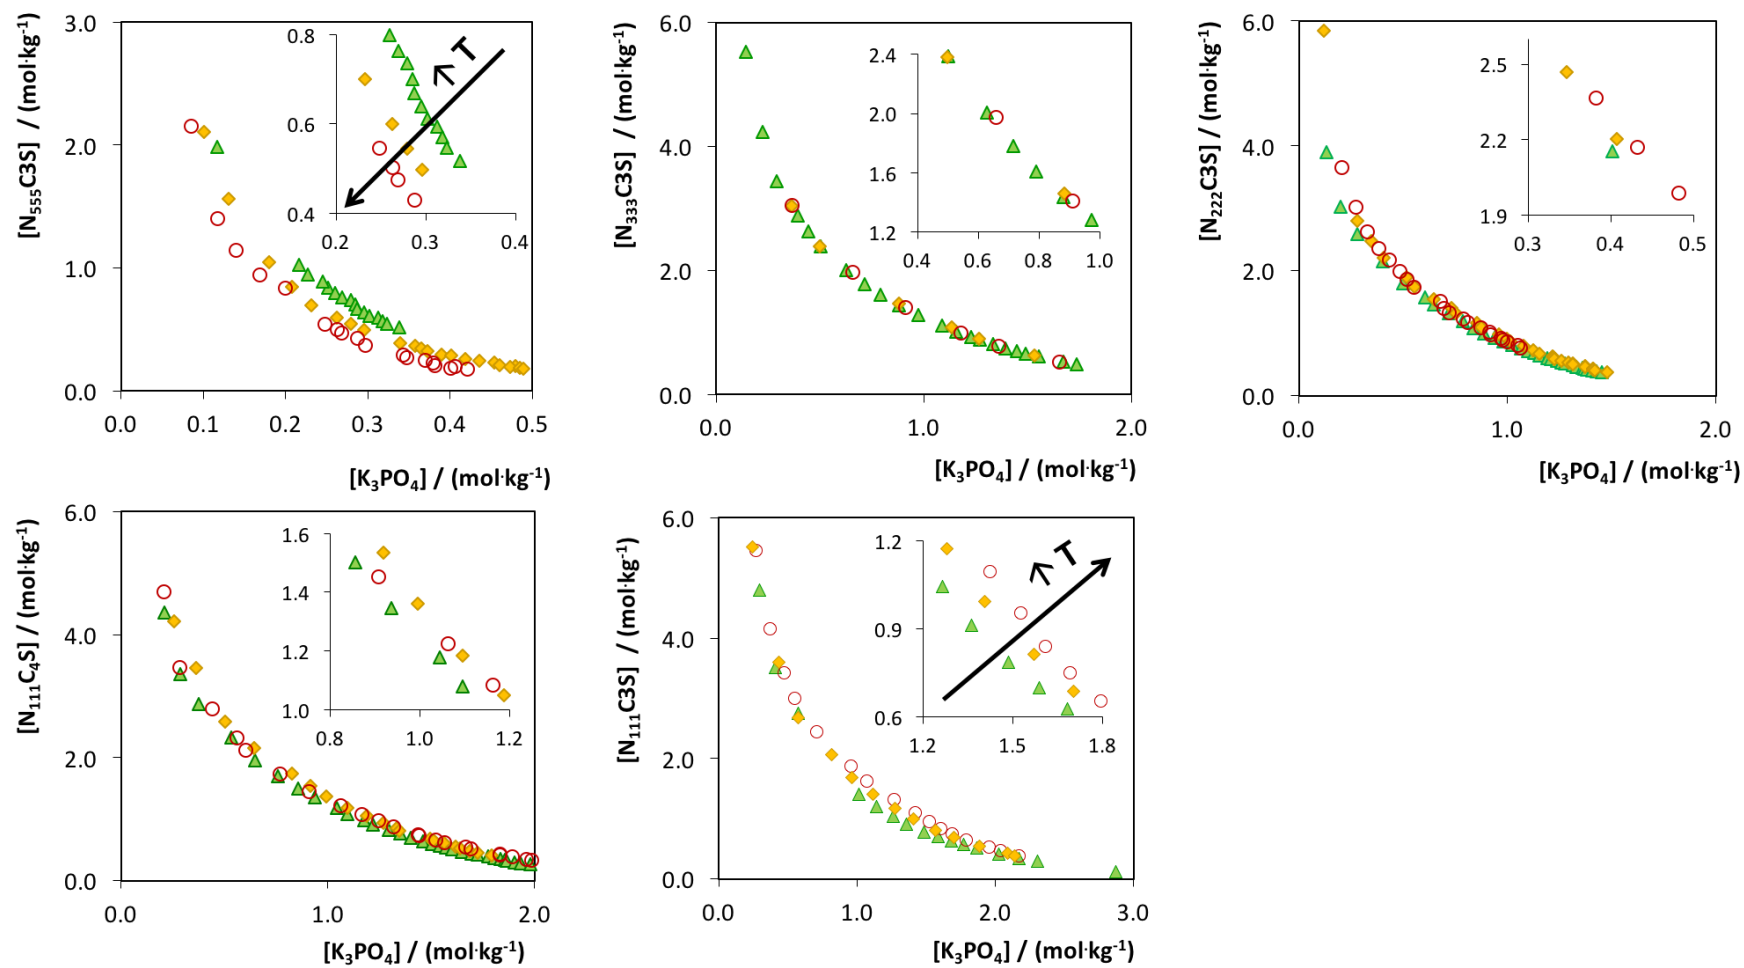 [N555C3S] / (mol·kg-1)
3.0
2.0
1.0
0.0
0.0 0.1 0.2 0.3 0.4 0.5
[K3PO4] / (mol·kg-1)
0.8
0.6
0.4
0.2 0.3 0.4
↑ T
[N333C3S] / (mol·kg-1)
6.0
4.0
2.0
0.0
0.0 1.0 2.0
[K3PO4] / (mol·kg-1)
2.4
2.0
1.6
1.2
0.4 0.6 0.8 1.0
[N222C3S] / (mol·kg-1)
6.0
4.0
2.0
0.0
0.0 1.0 2.0
[K3PO4] / (mol·kg-1)
2.5
2.2
1.9
0.3 0.4 0.5
[N111C4S] / (mol·kg-1)
6.0
4.0
2.0
0.0
0.0 1.0 2.0
[K3PO4] / (mol·kg-1)
1.6
1.4
1.2
1.0
0.8 1.0 1.2
[N111C3S] / (mol·kg-1)
6.0
4.0
2.0
0.0
0.0 1.0 2.0 3.0
[K3PO4] / (mol·kg-1)
1.2
0.9
0.6
1.2 1.5 1.8
↑ T